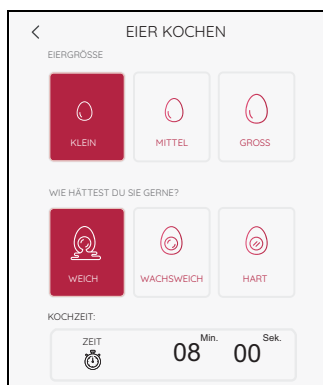 EIER KOCHEN
EIERGRÖSSE
KLEIN MITTEL GROSS
WIE HÄTTEST DU SIE GERNE?
WEICH WACHSWEICH HART
KOCHZEIT:
ZEIT 08 Min. 00 Sek.